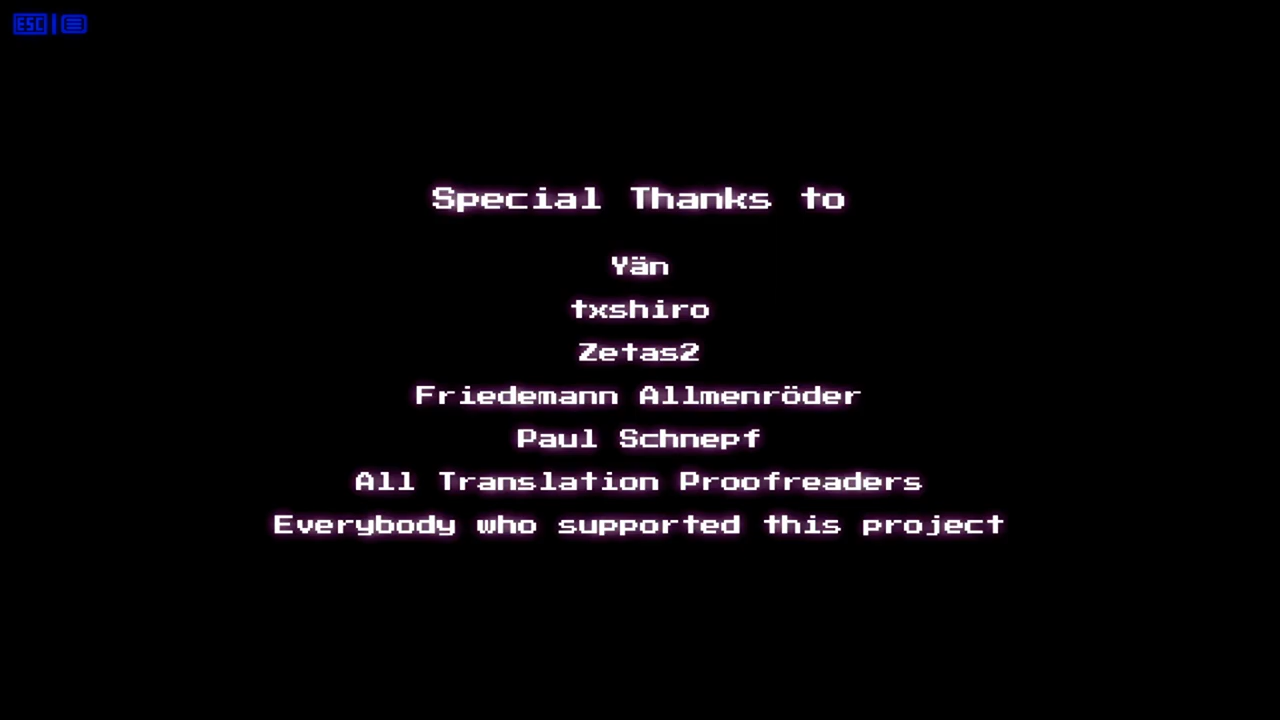 ESC
Special Thanks to
Yän
txshiro
Zetas2
Friedemann Allmenröder
Paul Schnepf
All Translation Proofreaders
Everybody who supported this project